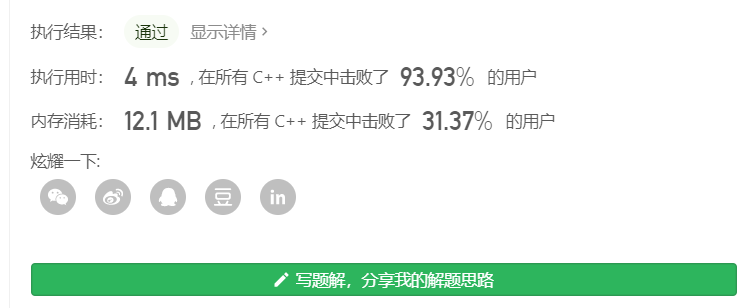 执行结果： 通过 显示详情 >
执行用时： 4 ms , 在所有 C++ 提交中击败了 93.93% 的用户
内存消耗： 12.1 MB , 在所有 C++ 提交中击败了 31.37% 的用户
炫耀一下:
豆 in
写题解，分享我的解题思路